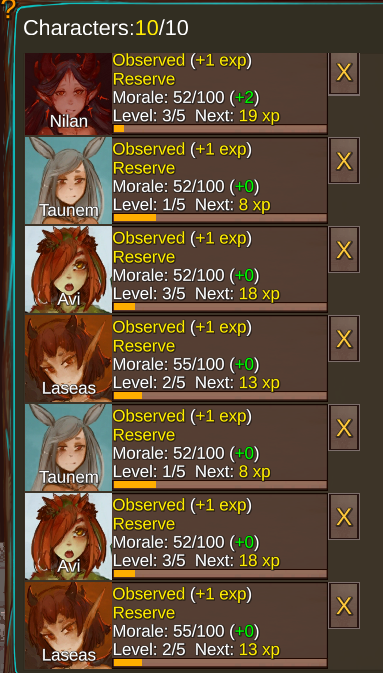 ?
Characters:10/10
Observed (+1 exp)
Reserve
Morale: 52/100 (+2)
Level: 3/5 Next: 19 xp
Nilan
X
Observed (+1 exp)
Reserve
Morale: 52/100 (+0)
Level: 1/5 Next: 8 xp
Taunem
X
Observed (+1 exp)
Reserve
Morale: 52/100 (+0)
Level: 3/5 Next: 18 xp
Avi
X
Observed (+1 exp)
Reserve
Morale: 55/100 (+0)
Level: 2/5 Next: 13 xp
Laseas
X
Observed (+1 exp)
Reserve
Morale: 52/100 (+0)
Level: 1/5 Next: 8 xp
Taunem
X
Observed (+1 exp)
Reserve
Morale: 52/100 (+0)
Level: 3/5 Next: 18 xp
Avi
X
Observed (+1 exp)
Reserve
Morale: 55/100 (+0)
Level: 2/5 Next: 13 xp
Laseas
X